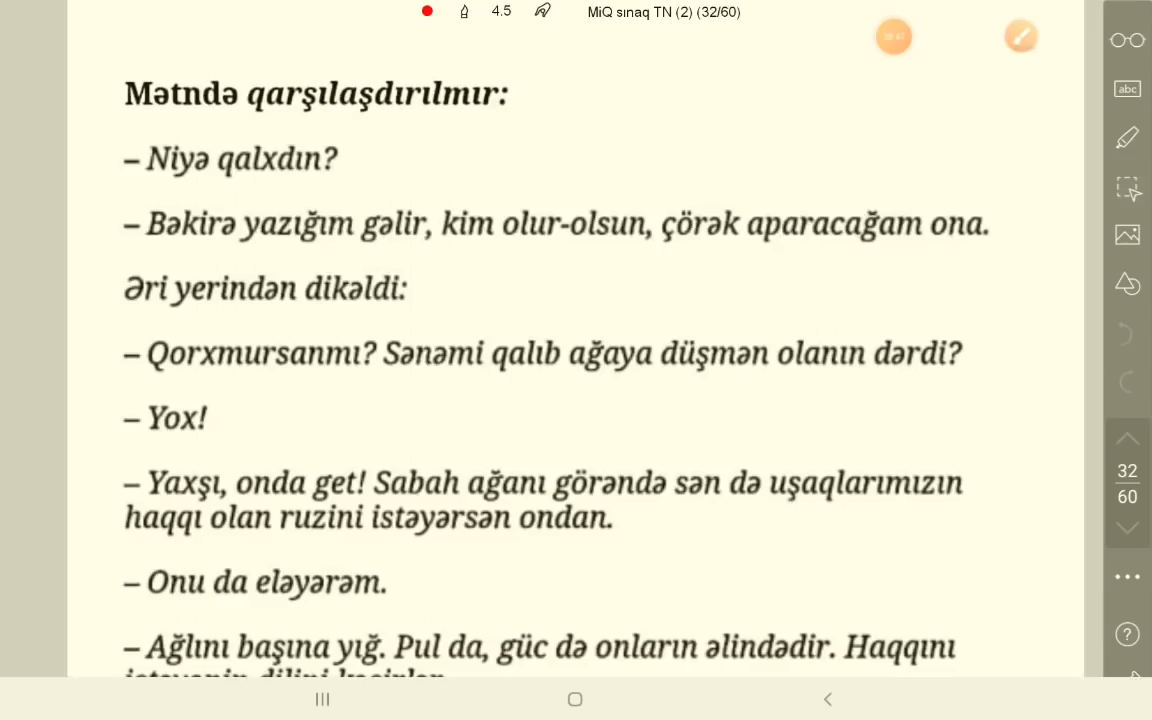 4.5 MiQ sınaq TN (2) (32/60)
Mətndə qarşılaşdırılmır:
– Niyə qalxdın?
– Bəkirə yazığım gəlir, kim olur-olsun, çörək aparacağam ona.
Əri yerindən dikəldi:
– Qorxmursanmı? Sənəmi qalıb ağaya düşmən olanın dərdi?
– Yox!
– Yaxşı, onda get! Sabah ağanı görəndə sən də uşaqlarımızın
haqqı olan ruzini istəyərsən ondan.
– Onu da eləyərəm.
– Ağlını başına yığ. Pul da, güc də onların əlindədir. Haqqını
abc
32
60
?